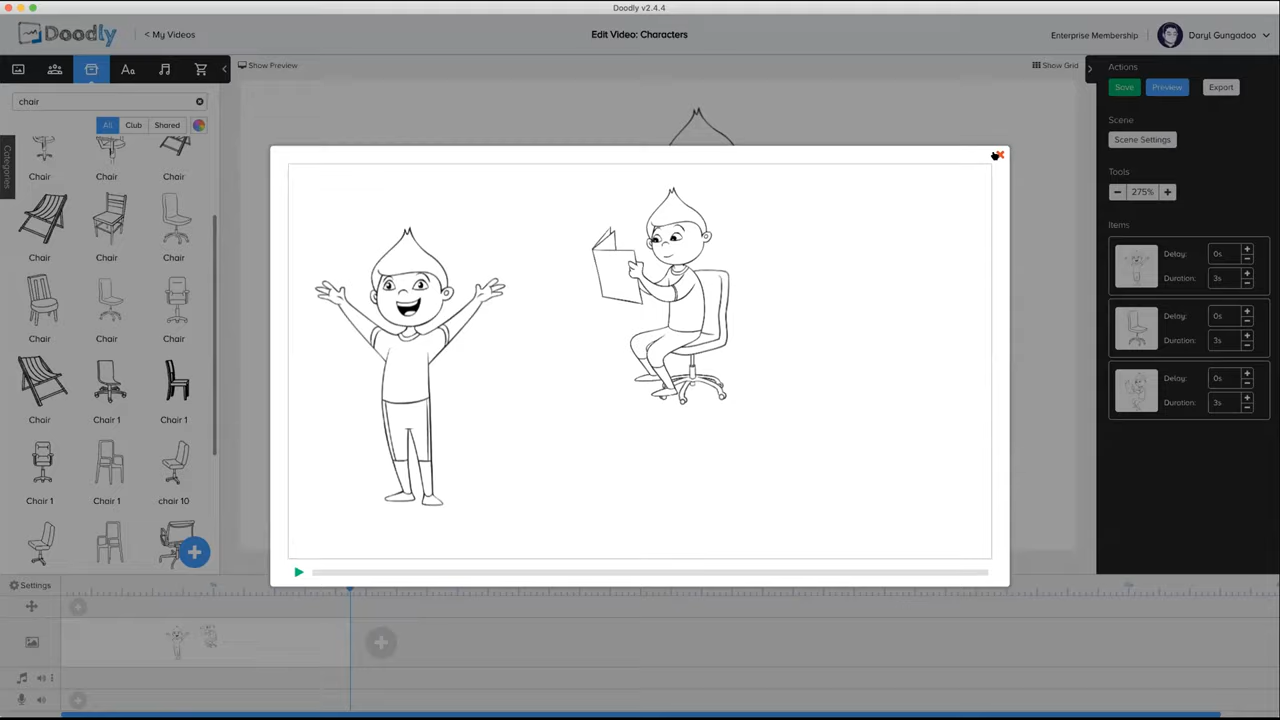 Doodly v2.4.4
Doodly
< My Videos
Edit Video: Characters
Enterprise Membership
Daryl Gungadoo
Show Preview
Show Grid
Actions
Save
Preview
Export
chair
All
Club
Shared
Categories
Scene
Scene Settings
Tools
275%
Items
Delay:
0s
Duration:
3s
Delay:
0s
Duration:
3s
Delay:
0s
Duration:
3s
Chair
Chair
Chair
Chair
Chair
Chair
Chair
Chair
Chair
Chair
Chair 1
chair 1
Chair 1
Chair 1
chair 10
Settings